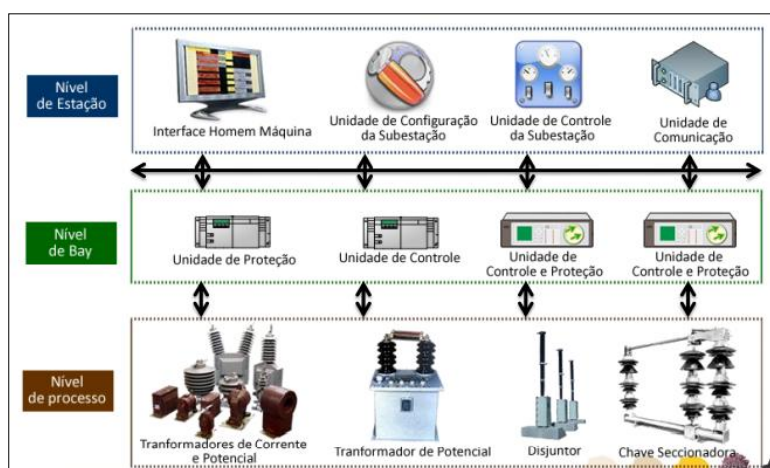 Nível
de Estação
Interface Homem Máquina
Unidade de Configuração
da Subestação
Unidade de Controle
da Subestação
Unidade de
Comunicação
Nível
de Bay
Unidade de Proteção
Unidade de Controle
Unidade de
Controle e Proteção
Unidade de
Controle e Proteção
Nível
de processo
Tranformadores de Corrente
e Potencial
Tranformador de Potencial
Disjuntor
Chave Seccionadora